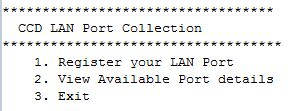 **********************************
CCD LAN Port Collection
***********************************
1. Register your LAN Port
2. View Available Port details
3. Exit